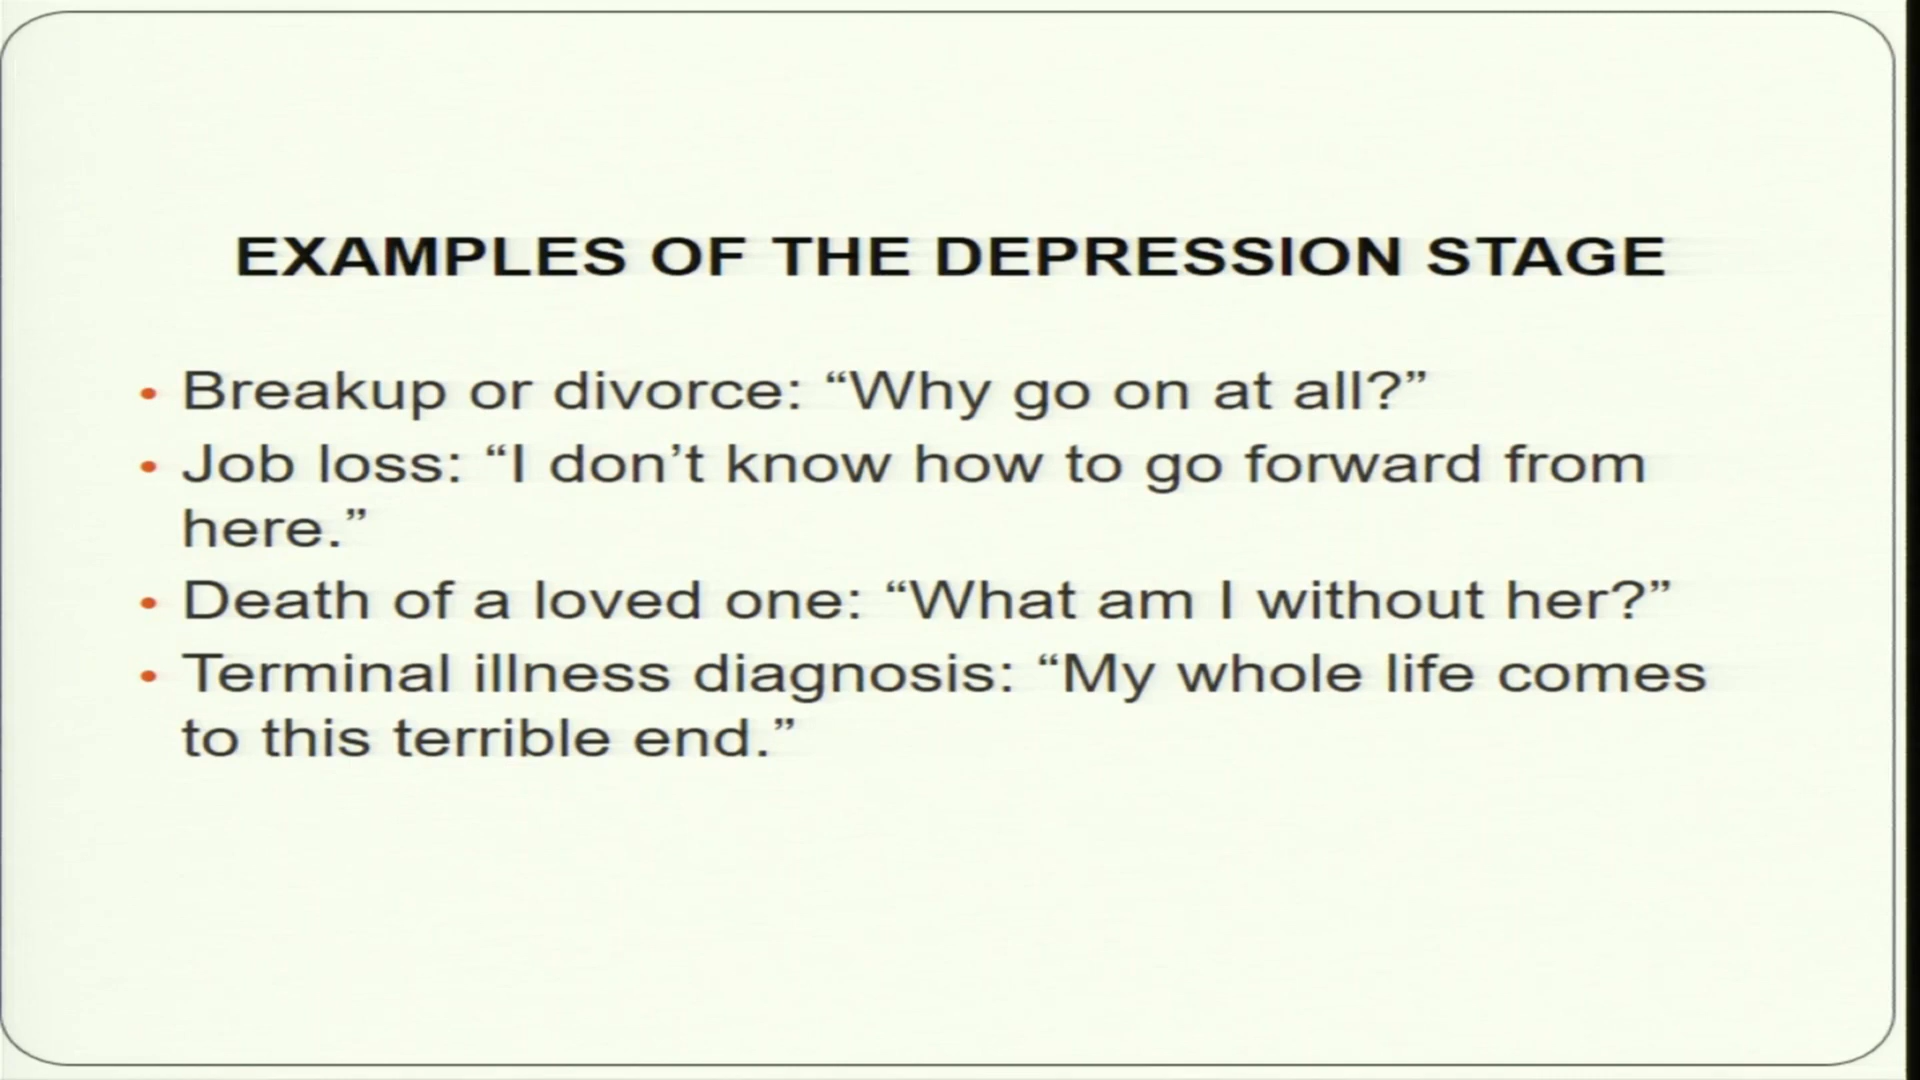 EXAMPLES OF THE DEPRESSION STAGE
• Breakup or divorce: “Why go on at all?”
• Job loss: “I don’t know how to go forward from
here.”
• Death of a loved one: “What am I without her?”
• Terminal illness diagnosis: “My whole life comes
to this terrible end.”